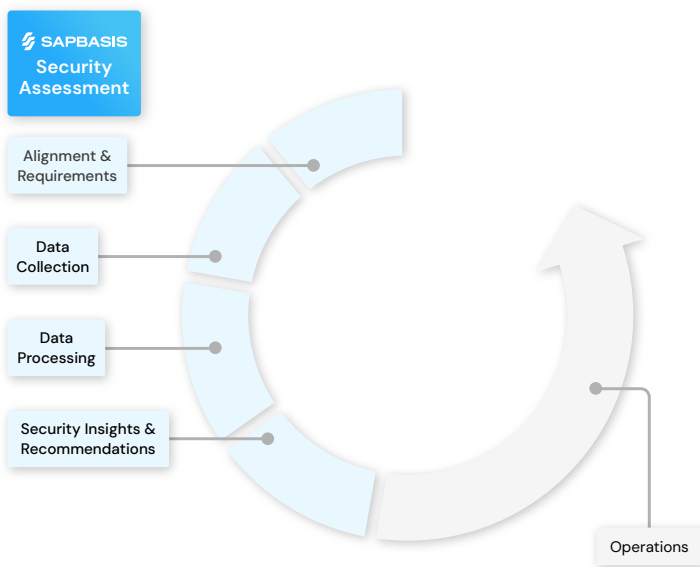 SAPBASIS
Security
Assessment
Alignment &
Requirements
Data
Collection
Data
Processing
Security Insights &
Recommendations
Operations